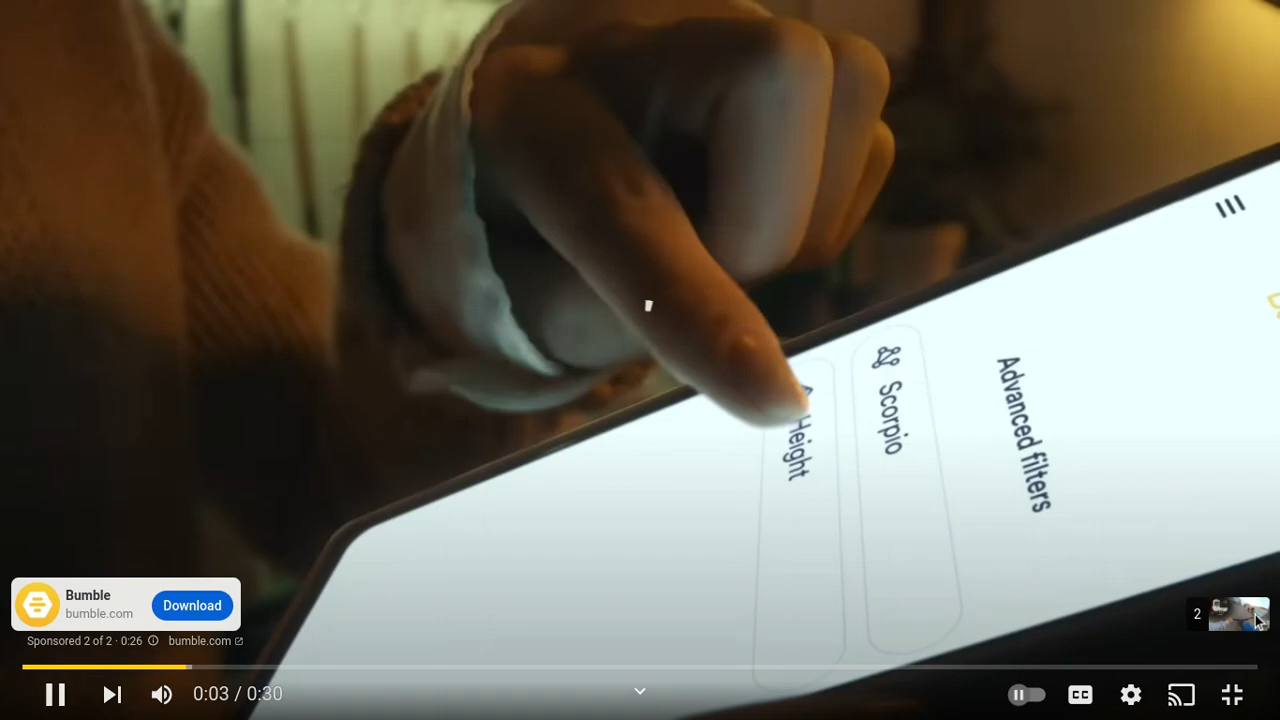 Advanced filters
Scorpio
Height
Bumble
bumble.com
Download
Sponsored 2 of 2 · 0:26
bumble.com
2
0:03 / 0:30
CC